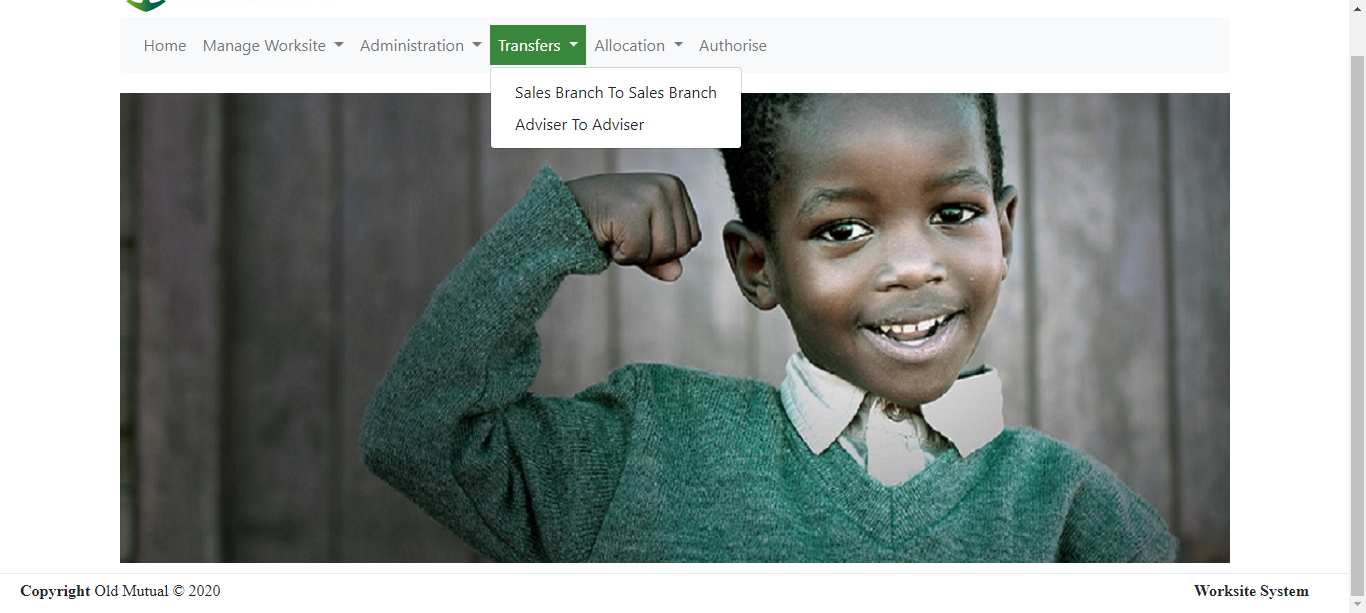 Home Manage Worksite Administration Transfers Allocation Authorise
Sales Branch To Sales Branch
Adviser To Adviser
Copyright Old Mutual © 2020 Worksite System